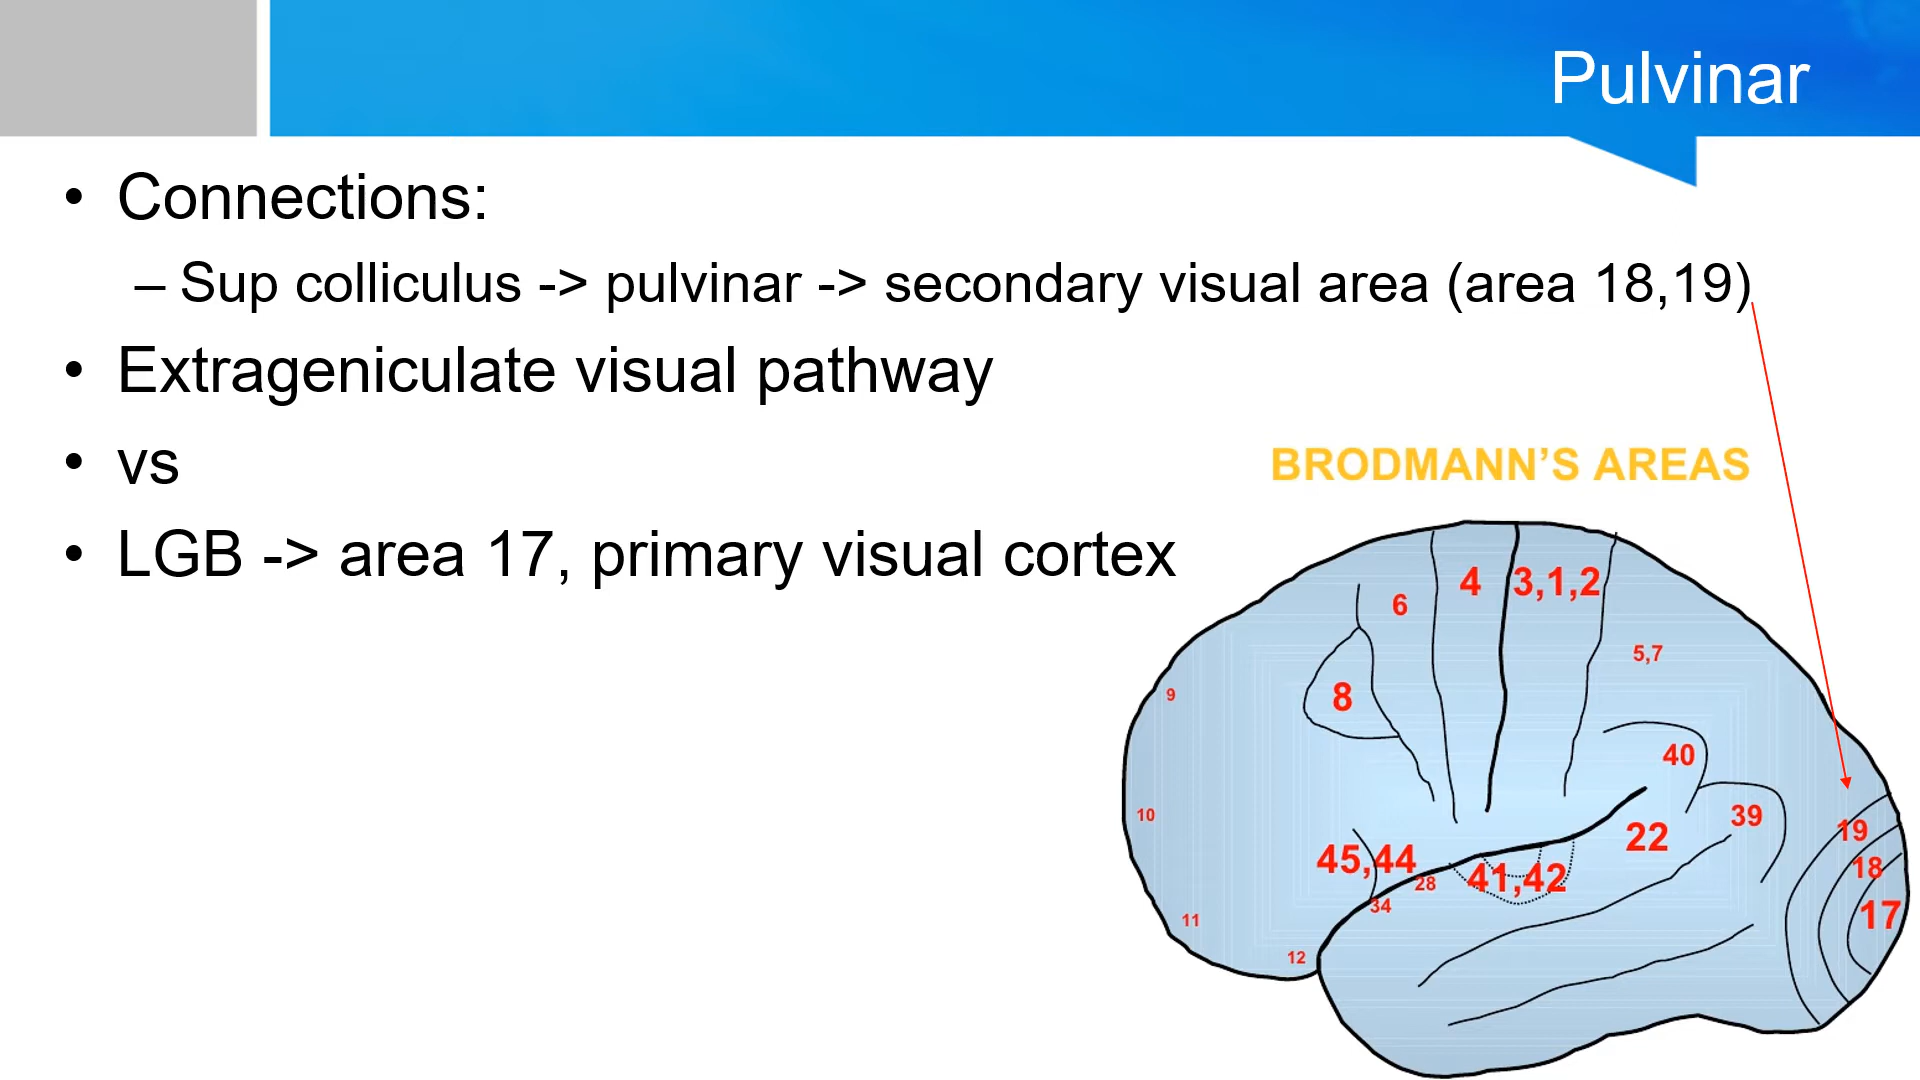 Pulvinar
• Connections:
– Sup colliculus -> pulvinar -> secondary visual area (area 18,19)
• Extrageniculate visual pathway
• vs
• LGB -> area 17, primary visual cortex
BRODMANN’S AREAS
4
3,1,2
6
5,7
9
8
40
10
39
19
22
45,44
18
28
41,42
34
17
11
12